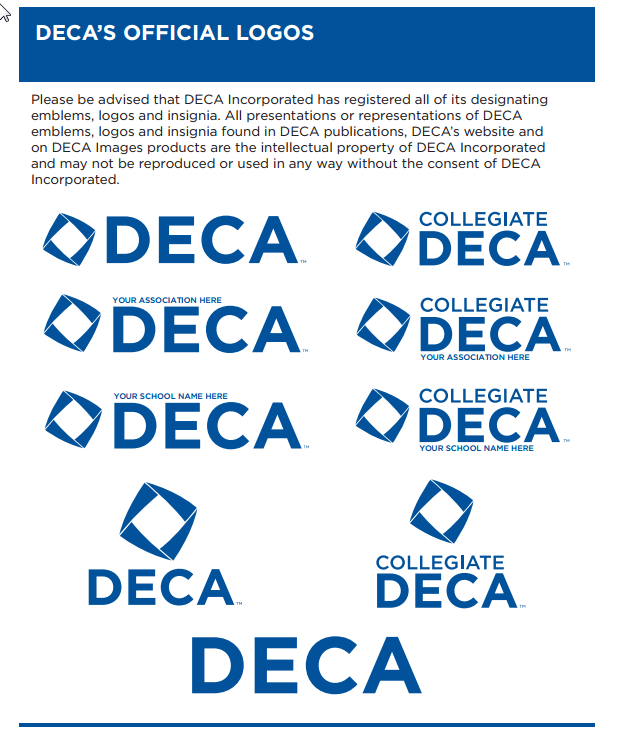 DECA'S OFFICIAL LOGOS
Please be advised that DECA Incorporated has registered all of its designating
emblems, logos and insignia. All presentations or representations of DECA
emblems, logos and insignia found in DECA publications, DECA's website and
on DECA Images products are the intellectual property of DECA Incorporated
and may not be reproduced or used in any way without the consent of DECA
Incorporated.
DECA™
COLLEGIATE
DECA™
YOUR ASSOCIATION HERE
DECA™
COLLEGIATE
DECA™
YOUR ASSOCIATION HERE
YOUR SCHOOL NAME HERE
DECA™
COLLEGIATE
DECA™
YOUR SCHOOL NAME HERE
DECA™
COLLEGIATE
DECA™
DECA